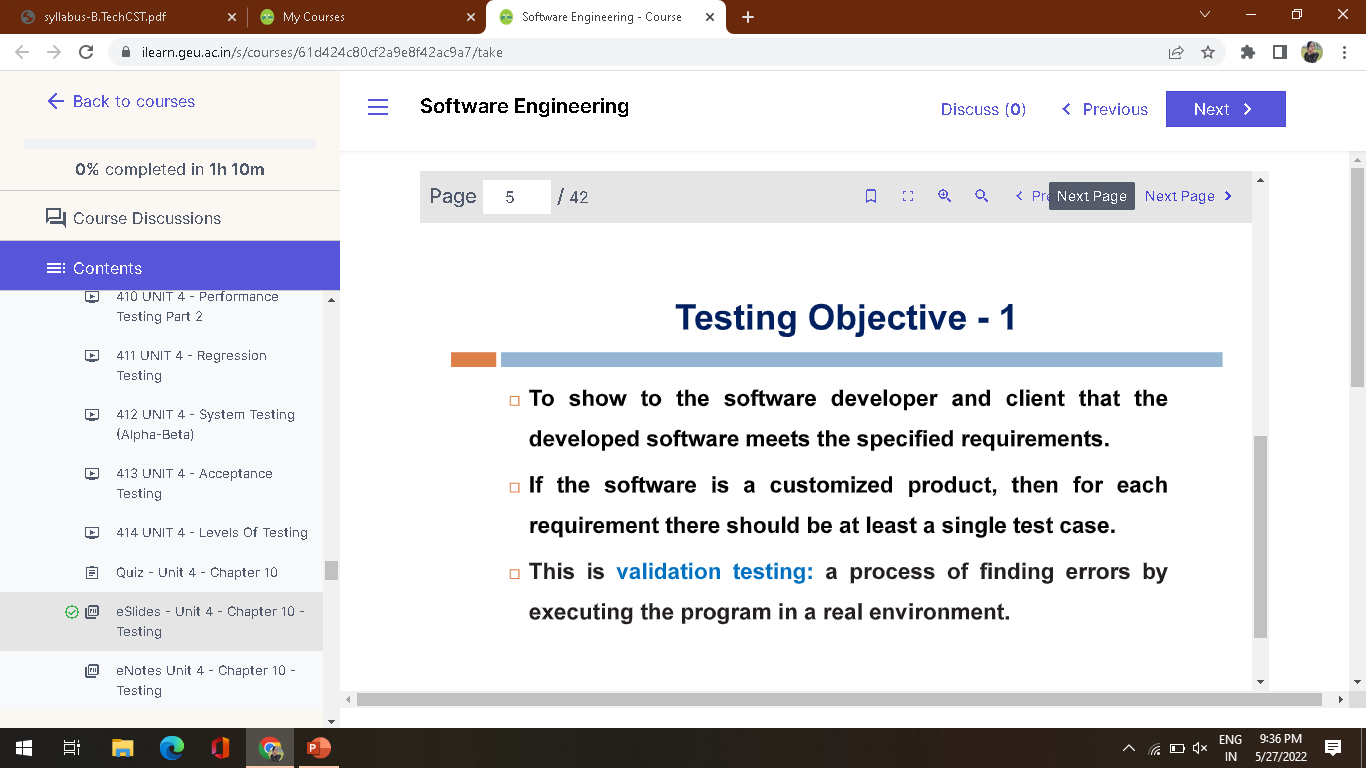 syllabus-B.TechCST.pdf
My Courses
Software Engineering - Course
ilearn.geu.ac.in/s/courses/61d424c80cf2a9e8f42ac9a7/take
Back to courses
0% completed in 1h 10m
Course Discussions
Contents
410 UNIT 4 - Performance
Testing Part 2
411 UNIT 4 - Regression
Testing
412 UNIT 4 - System Testing
(Alpha-Beta)
413 UNIT 4 - Acceptance
Testing
414 UNIT 4 - Levels Of Testing
Quiz - Unit 4 - Chapter 10
eSlides - Unit 4 - Chapter 10 -
Testing
eNotes Unit 4 - Chapter 10 -
Testing
Software Engineering
Discuss (0)
Previous
Next
Page 5 / 42
Pre
Next Page
Next Page
Testing Objective - 1
To show to the software developer and client that the
developed software meets the specified requirements.
If the software is a customized product, then for each
requirement there should be at least a single test case.
This is validation testing: a process of finding errors by
executing the program in a real environment.
ENG
IN
9:36 PM
5/27/2022